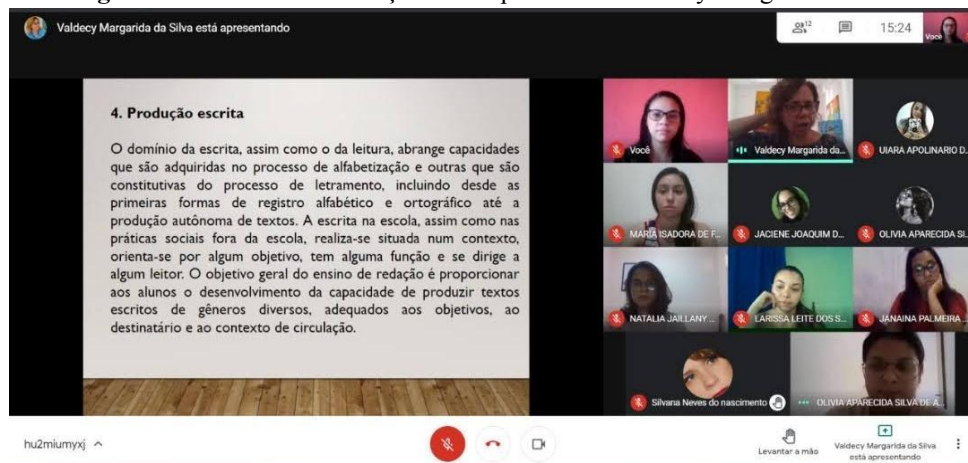 Valdecy Margarida da Silva está apresentando
12
15:24
Você
4. Produção escrita
O domínio da escrita, assim como o da leitura, abrange capacidades
que são adquiridas no processo de alfabetização e outras que são
constitutivas do processo de letramento, incluindo desde as
primeiras formas de registro alfabético e ortográfico até a
produção autônoma de textos. A escrita na escola, assim como nas
práticas sociais fora da escola, realiza-se situada num contexto,
orienta-se por algum objetivo, tem alguma função e se dirige a
algum leitor. O objetivo geral do ensino de redação é proporcionar
aos alunos o desenvolvimento da capacidade de produzir textos
escritos de gêneros diversos, adequados aos objetivos, ao
destinatário e ao contexto de circulação.
Você
Valdecy Margarida da...
UIARA APOLINARIO D...
MARIA ISADORA DE F...
JACIENE JOAQUIM D...
OLIVIA APARECIDA SI...
NATALIA JAILLANY ...
LARISSA LEITE DOS S...
JANAINA PALMEIRA ...
Silvana Neves do nascimento
OLIVIA APARECIDA SILVA DE A...
hu2miumyxj
Levantar a mão
Valdecy Margarida da Silva
está apresentando